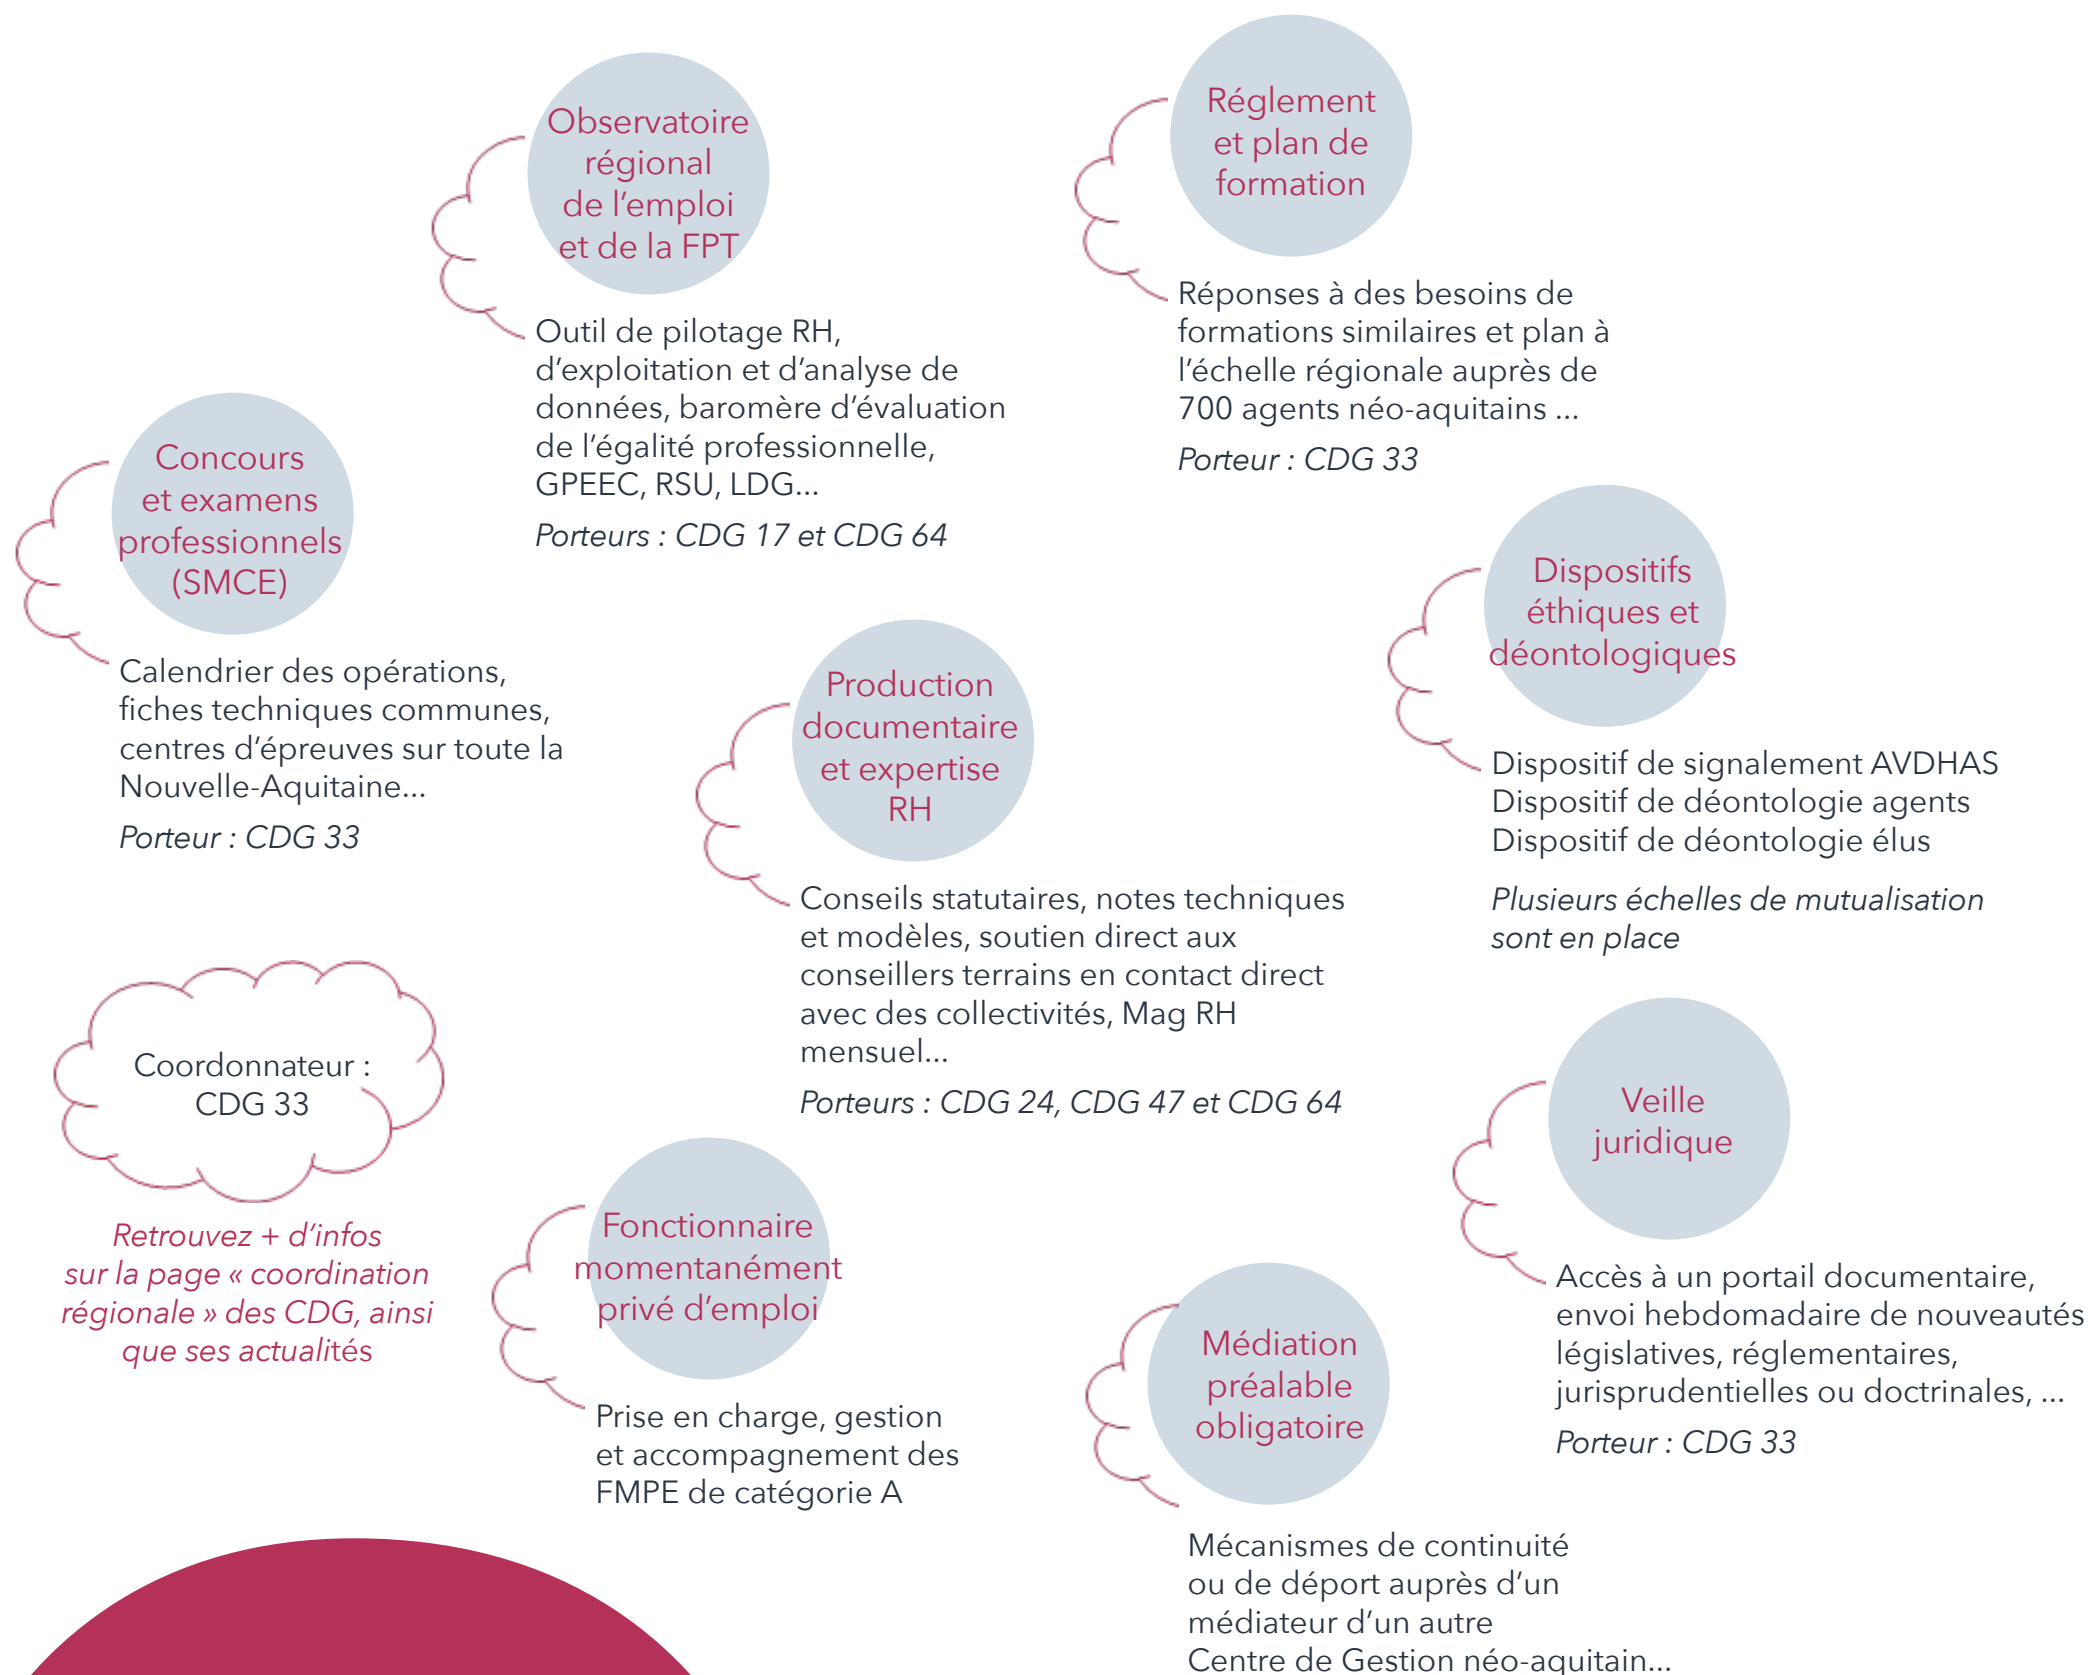 Observatoire
régional
de l'emploi
et de la FPT
Outil de pilotage RH,
d'exploitation et d'analyse de
données, baromère d'évaluation
de l'égalité professionnelle,
GPEEC, RSU, LDG...
Porteurs : CDG 17 et CDG 64
Réglement
et plan de
formation
Réponses à des besoins de
formations similaires et plan à
l'échelle régionale auprès de
700 agents néo-aquitains ...
Porteur : CDG 33
Concours
et examens
professionnels
(SMCE)
Calendrier des opérations,
fiches techniques communes,
centres d'épreuves sur toute la
Nouvelle-Aquitaine...
Porteur : CDG 33
Production
documentaire
et expertise
RH
Conseils statutaires, notes techniques
et modèles, soutien direct aux
conseillers terrains en contact direct
avec des collectivités, Mag RH
mensuel...
Porteurs : CDG 24, CDG 47 et CDG 64
Dispositifs
éthiques et
déontologiques
Dispositif de signalement AVDHAS
Dispositif de déontologie agents
Dispositif de déontologie élus
Plusieurs échelles de mutualisation
sont en place
Coordonnateur :
CDG 33
Retrouvez + d'infos
sur la page « coordination
régionale » des CDG, ainsi
que ses actualités
Fonctionnaire
momentanément
privé d'emploi
Prise en charge, gestion
et accompagnement des
FMPE de catégorie A
Veille
juridique
Accès à un portail documentaire,
envoi hebdomadaire de nouveautés
législatives, réglementaires,
jurisprudentielles ou doctrinales, ...
Porteur : CDG 33
Médiation
préalable
obligatoire
Mécanismes de continuité
ou de déport auprès d'un
médiateur d'un autre
Centre de Gestion néo-aquitain...